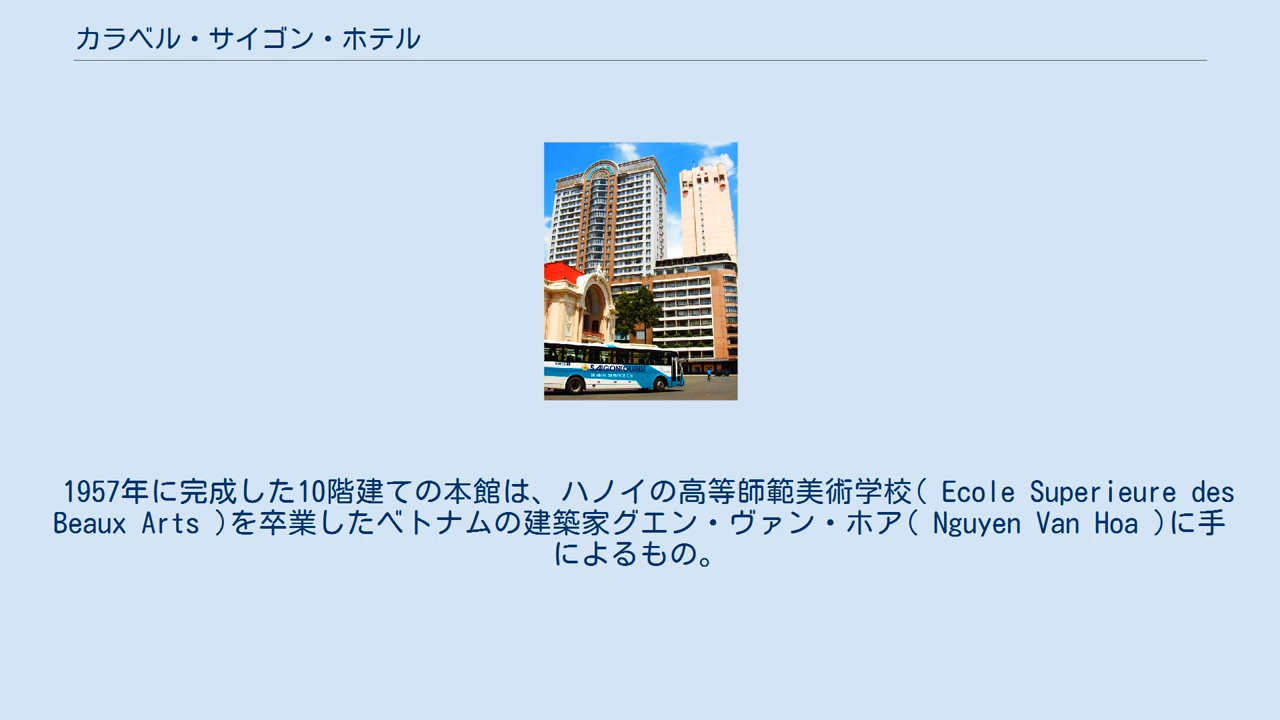 カラベル・サイゴン・ホテル
SAIGONTOURIST
1957年に完成した10階建ての本館は、ハノイの高等師範美術学校( Ecole Superieure des
Beaux Arts )を卒業したベトナムの建築家グエン・ヴァン・ホア( Nguyen Van Hoa )に手
によるもの。